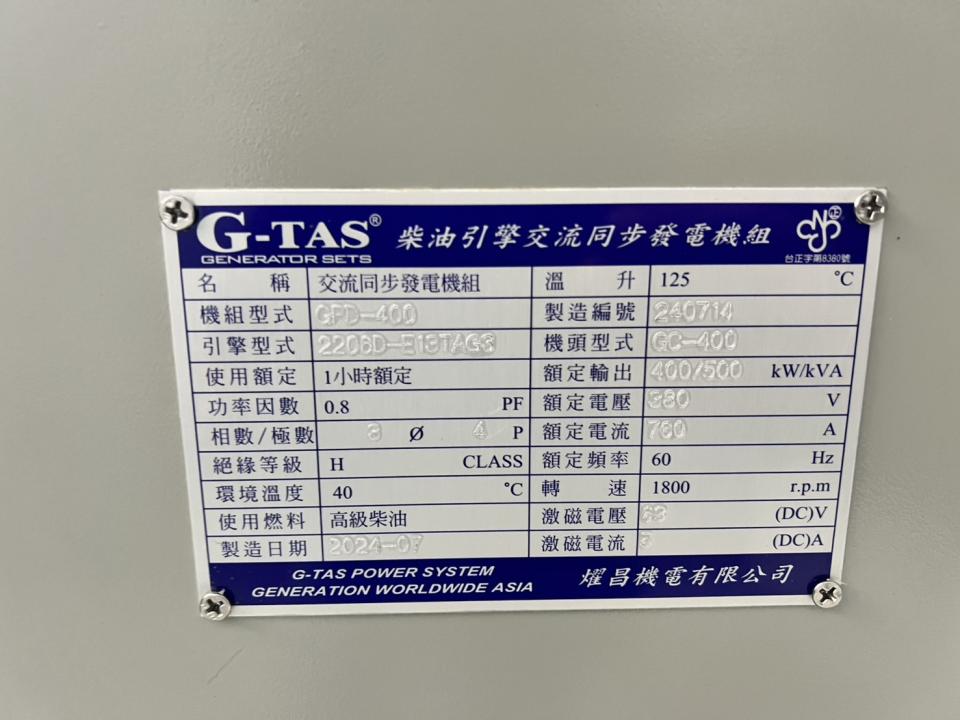 G-TAS® 柴油引擎交流同步發電機組 正
GENERATOR SETS 台正字第8380號
名稱 交流同步發電機組 溫升 125 °C
機組型式 GPD-400 製造編號 240714
引擎型式 2206D-E13TAG3 機頭型式 GC-400
使用額定 1小時額定 額定輸出 400/500 kW/kVA
功率因數 0.8 PF 額定電壓 380 V
相數/極數 3 Ø 4 P 額定電流 760 A
絕緣等級 H CLASS 額定頻率 60 Hz
環境溫度 40 °C 轉速 1800 r.p.m
使用燃料 高級柴油 激磁電壓 63 (DC)V
製造日期 2024-07 激磁電流 (DC)A
G-TAS POWER SYSTEM
GENERATION WORLDWIDE ASIA 燿昌機電有限公司